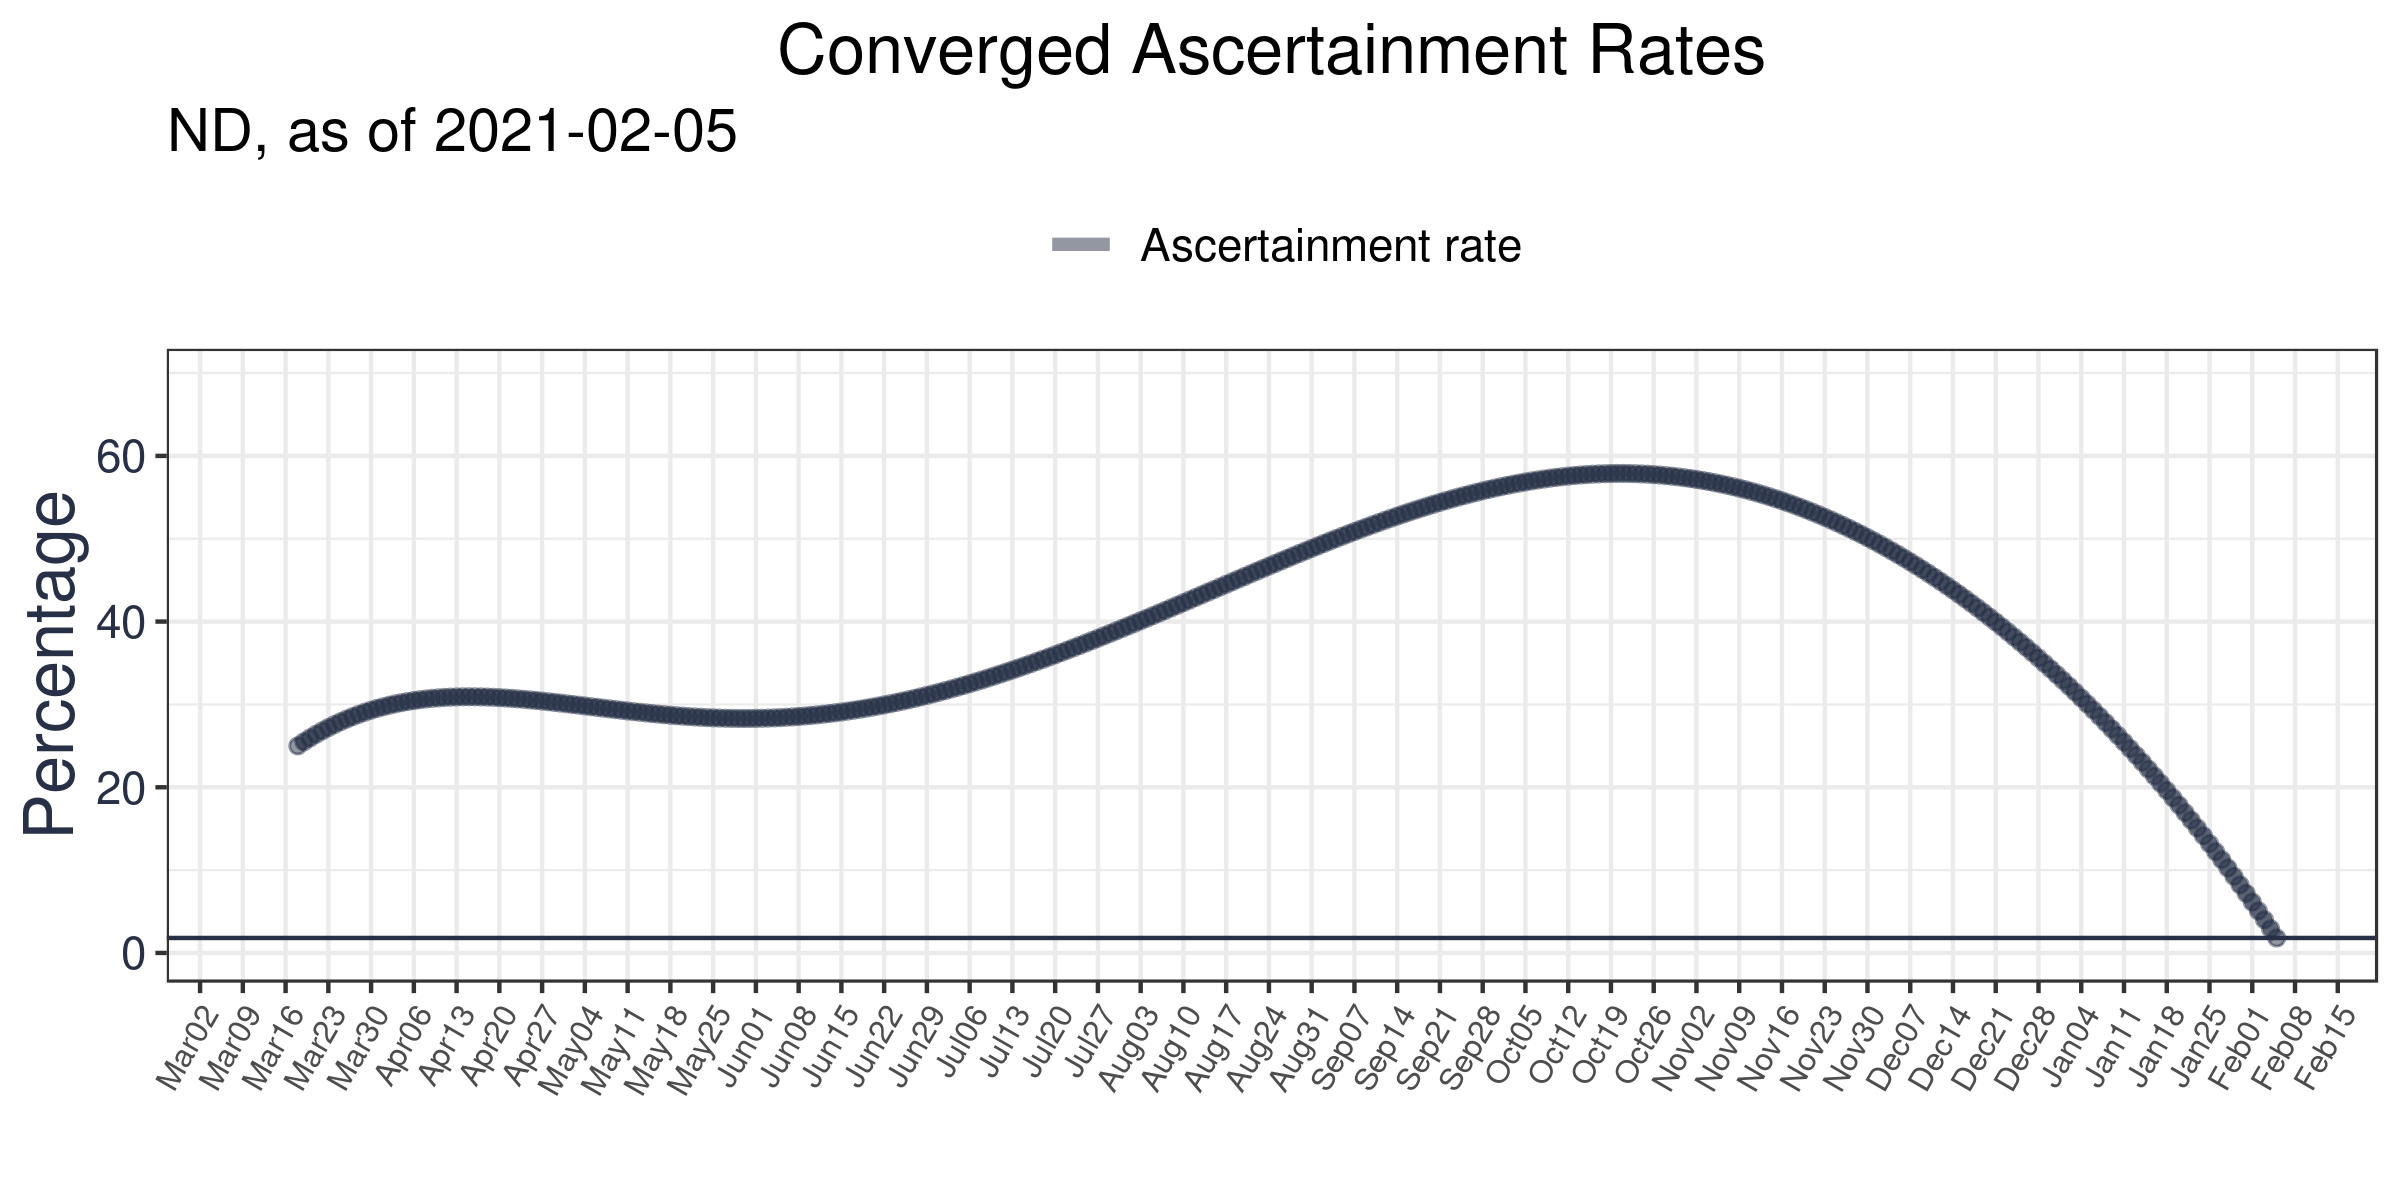 Converged Ascertainment Rates
ND, as of 2021-02-05
Ascertainment rate
Percentage
60
40
20
0
Mar02 Mar09 Mar16 Mar23 Mar30 Apr06 Apr13 Apr20 Apr27 May04 May11 May18 May25 Jun01 Jun08 Jun15 Jun22 Jun29 Jul06 Jul13 Jul20 Jul27 Aug03 Aug10 Aug17 Aug24 Aug31 Sep07 Sep14 Sep21 Sep28 Oct05 Oct12 Oct19 Oct26 Nov02 Nov09 Nov16 Nov23 Nov30 Dec07 Dec14 Dec21 Dec28 Jan04 Jan11 Jan18 Jan25 Feb01 Feb08 Feb15